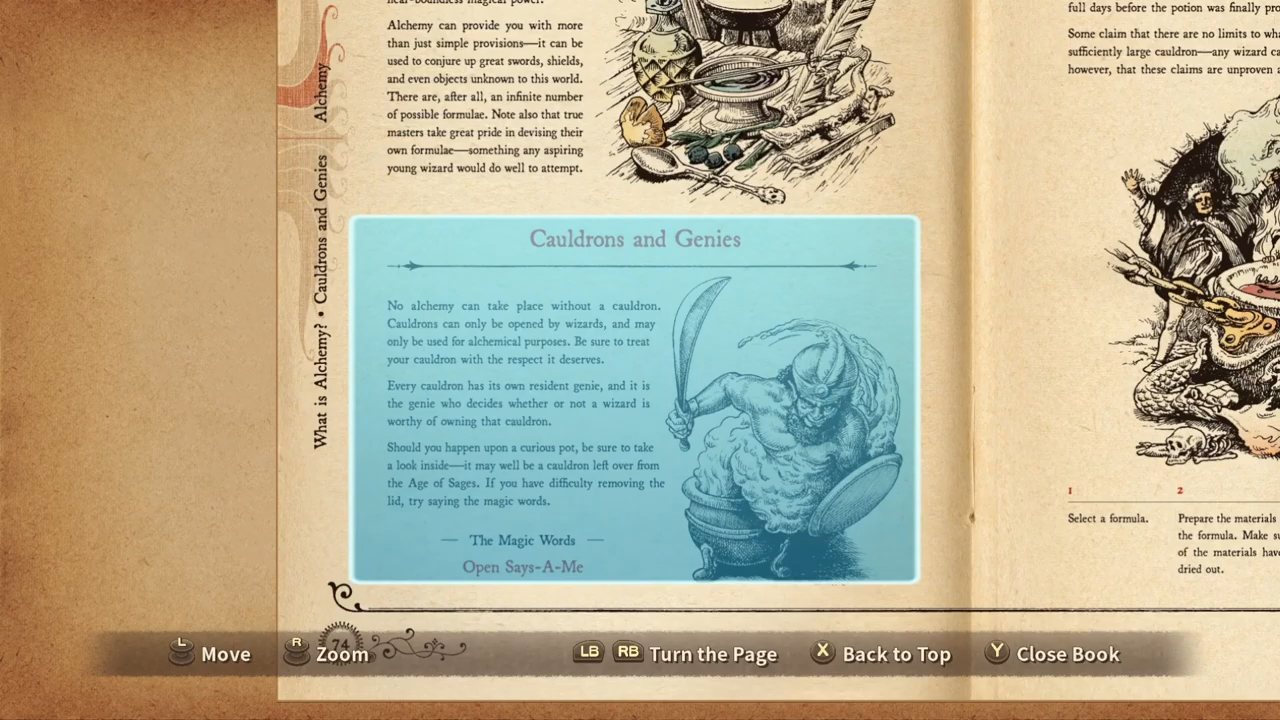 near-boundless magical power.
Alchemy can provide you with more
than just simple provisions—it can be
used to conjure up great swords, shields,
and even objects unknown to this world.
There are, after all, an infinite number
of possible formulae. Note also that true
masters take great pride in devising their
own formulae—something any aspiring
young wizard would do well to attempt.
What is Alchemy? • Cauldrons and Genies Alchemy
Cauldrons and Genies
No alchemy can take place without a cauldron.
Cauldrons can only be opened by wizards, and may
only be used for alchemical purposes. Be sure to treat
your cauldron with the respect it deserves.
Every cauldron has its own resident genie, and it is
the genie who decides whether or not a wizard is
worthy of owning that cauldron.
Should you happen upon a curious pot, be sure to take
a look inside—it may well be a cauldron left over from
the Age of Sages. If you have difficulty removing the
lid, try saying the magic words.
— The Magic Words —
Open Says-A-Me
74
full days before the potion was finally
Some claim that there are no limits to
sufficiently large cauldron—any wizard
however, that these claims are unproven
1
Select a formula.
2
Prepare the materials
the formula. Make
of the materials
dried out.
L Move
R Zoom
LB RB Turn the Page
X Back to Top
Y Close Book